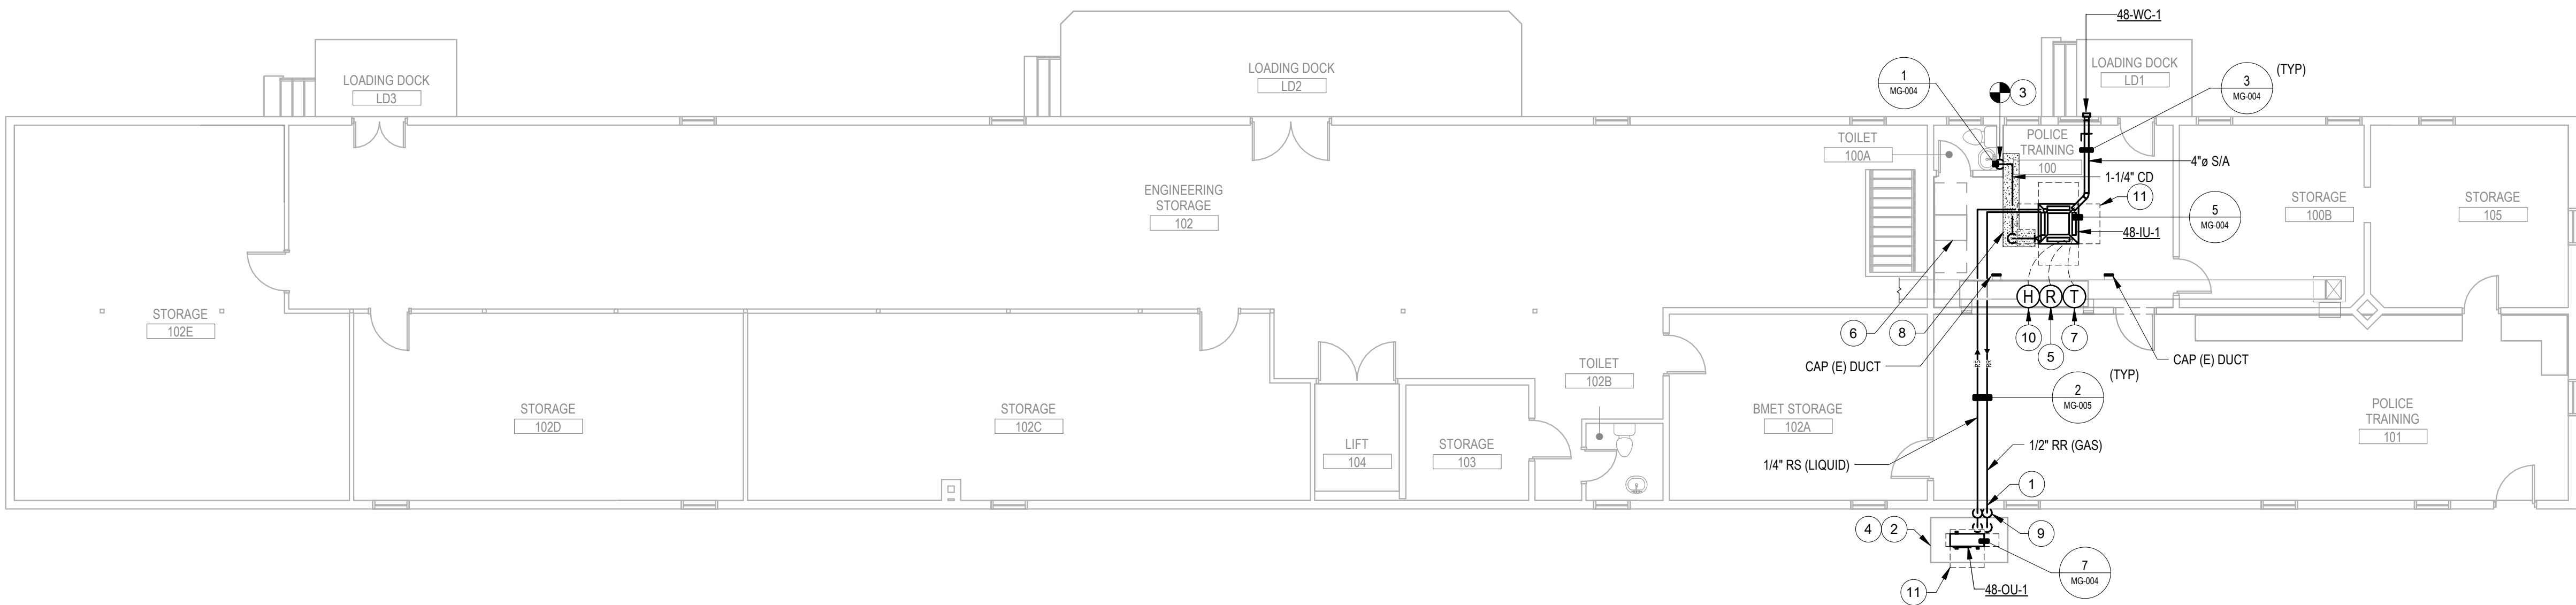 48-WC-1
LOADING DOCK
LD3
LOADING DOCK
LD2
1
MG-004
3
LOADING DOCK
LD1
3
MG-004
(TYP)
TOILET
100A
POLICE
TRAINING
100
4"ø S/A
1-1/4" CD
11
ENGINEERING
STORAGE
102
STORAGE
100B
STORAGE
105
5
MG-004
48-IU-1
STORAGE
102E
H
R
T
6
8
10
5
7
CAP (E) DUCT
CAP (E) DUCT
RS
RR
TOILET
102B
2
MG-005
(TYP)
STORAGE
102D
STORAGE
102C
BMET STORAGE
102A
POLICE
TRAINING
101
LIFT
104
STORAGE
103
1/2" RR (GAS)
1/4" RS (LIQUID)
1
4
2
9
7
MG-004
11
48-OU-1